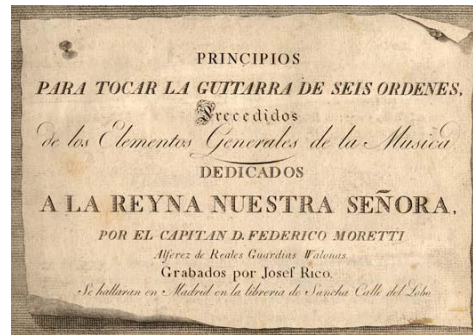 PRINCIPIOS
PARA TOCAR LA GUITARRA DE SEIS ORDENES,
Precedidos
de los Elementos Generales de la Musica
DEDICADOS
A LA REYNA NUESTRA SEÑORA,
POR EL CAPITAN D. FEDERICO MORETTI
Alferez de Reales Guardias Walonas.
Grabados por Josef Rico.
Se hallaran en Madrid en la libreria de Sancha Calle del Lobo